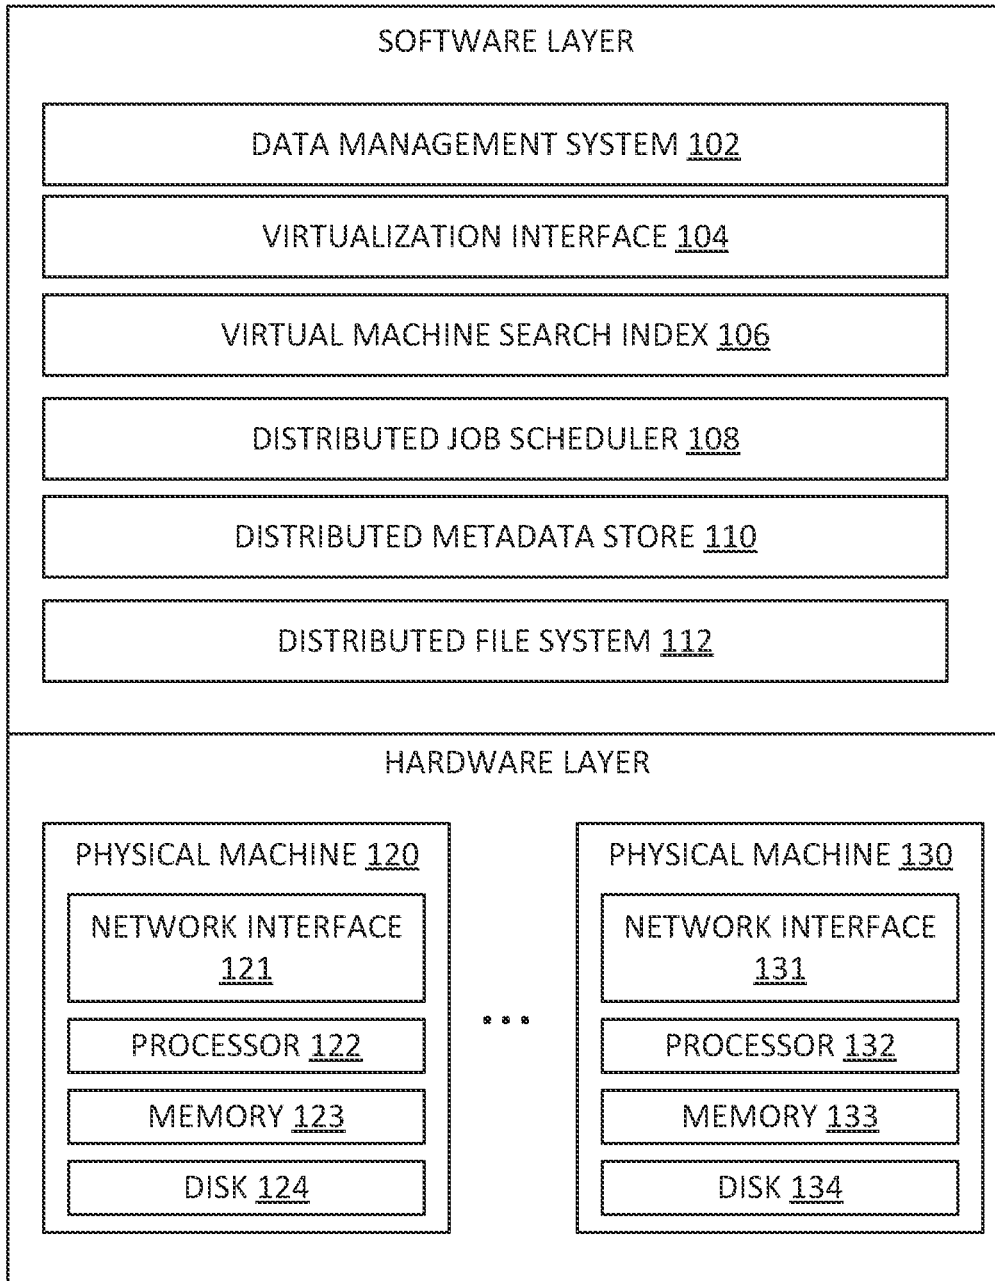 SOFTWARE LAYER
DATA MANAGEMENT SYSTEM 102
VIRTUALIZATION INTERFACE 104
VIRTUAL MACHINE SEARCH INDEX 106
DISTRIBUTED JOB SCHEDULER 108
DISTRIBUTED METADATA STORE 110
DISTRIBUTED FILE SYSTEM 112
HARDWARE LAYER
PHYSICAL MACHINE 120
NETWORK INTERFACE
121
PROCESSOR 122
MEMORY 123
DISK 124
...
PHYSICAL MACHINE 130
NETWORK INTERFACE
131
PROCESSOR 132
MEMORY 133
DISK 134